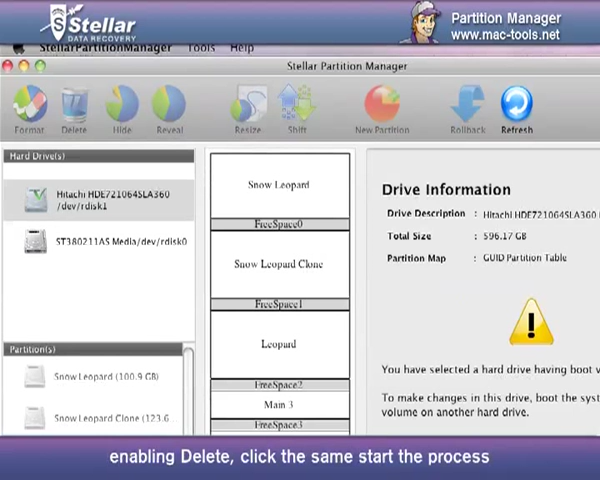 Stellar
DATA RECOVERY
Partition Manager
www.mac-tools.net
StellarPartitionManager Tools Help
Stellar Partition Manager
Format Delete Hide Reveal Resize Shift New Partition Rollback Refresh
Hard Drive(s)
Hitachi HDE721064SLA360
/dev/rdisk1
ST380211AS Media/dev/rdisk0
Partition(s)
Snow Leopard (100.9 GB)
Snow Leopard Clone (123.6...
Snow Leopard
FreeSpace0
Snow Leopard Clone
FreeSpace1
Leopard
FreeSpace2
Main 3
FreeSpace3
Drive Information
Drive Description : Hitachi HDE721064SLA360
Total Size : 596.17 GB
Partition Map : GUID Partition Table
You have selected a hard drive having boot v
To make changes in this drive, boot the syst
volume on another hard drive.
enabling Delete, click the same start the process